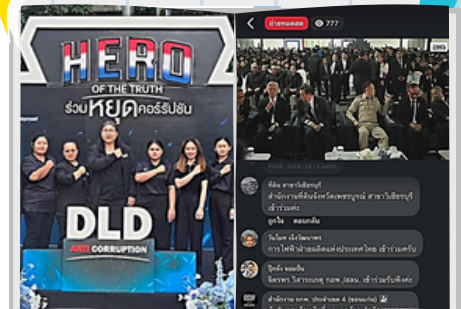 HERO
OF THE TRUTH
ร่วมหยุดคอร์รัปชัน
DLD
ANTI CORRUPTION
ถ่ายทอดสด
777
ที่ดิน สาขาวิเชียรบุรี
สำนักงานที่ดินจังหวัดเพชรบูรณ์ สาขาวิเชียรบุรี
เข้าร่วมค่ะ
ถูกใจ ตอบกลับ
การไฟฟ้าฝ่ายผลิตแห่งประเทศไทย เข้าร่วมครับ
เข้าร่วมรับฟังค่ะ
สำนักงาน กกพ. ประจำเขต 4 (ขอนแก่น)